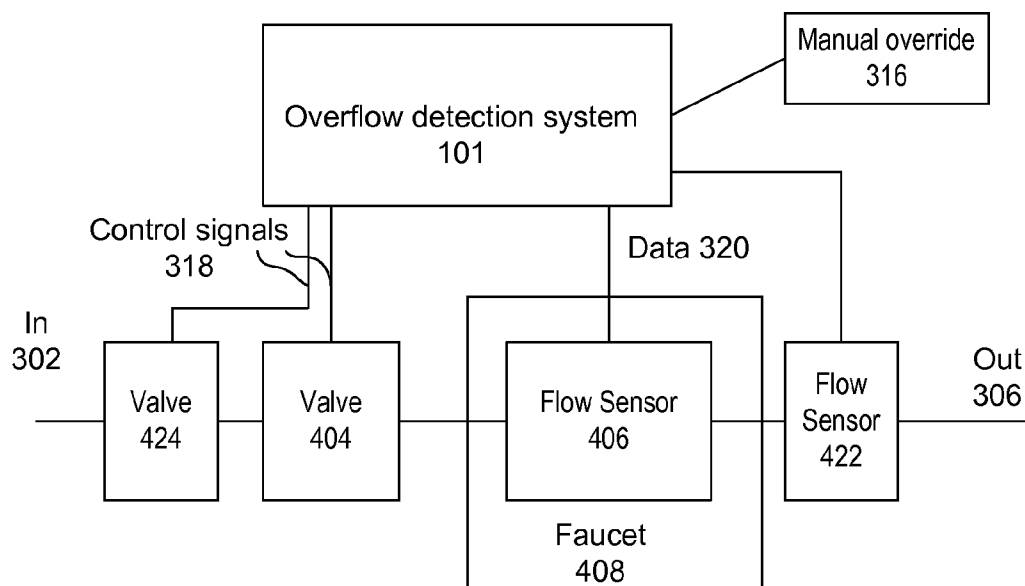 Manual override
316
Overflow detection system
101
Control signals
318
Data 320
In
302
Valve
424
Valve
404
Flow Sensor
406
Flow
Sensor
422
Out
306
Faucet
408